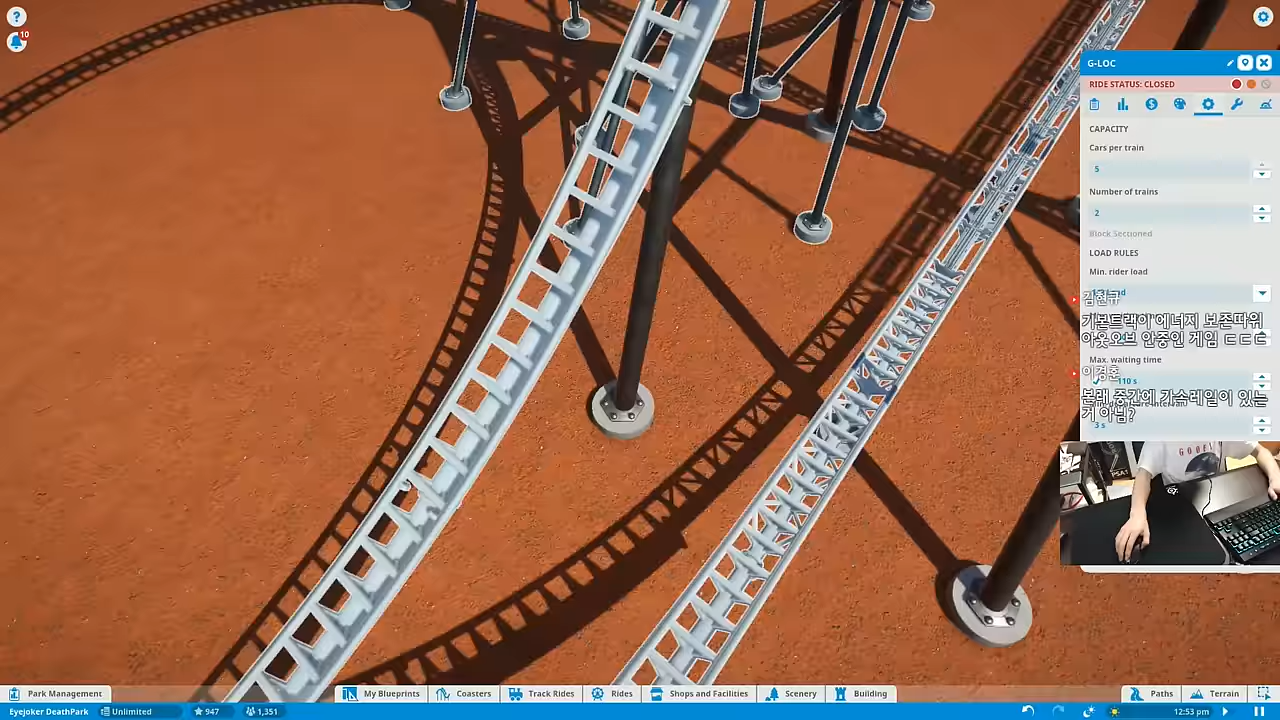 ?
10
G-LOC
RIDE STATUS: CLOSED
CAPACITY
Cars per train
5
Number of trains
2
Block Sectioned
LOAD RULES
Min. rider load
김현규
기본트랙이 에너지 보존따위
아웃오브 안중인 게임 ㄷㄷㄷ
Max. waiting time
이경훈
110 s
본래 중간에 가속레일이 있는
거 아님?
3 s
Park Management
My Blueprints
Coasters
Track Rides
Rides
Shops and Facilities
Scenery
Building
Paths
Terrain
Eyejoker DeathPark
Unlimited
947
1,351
12:53 pm